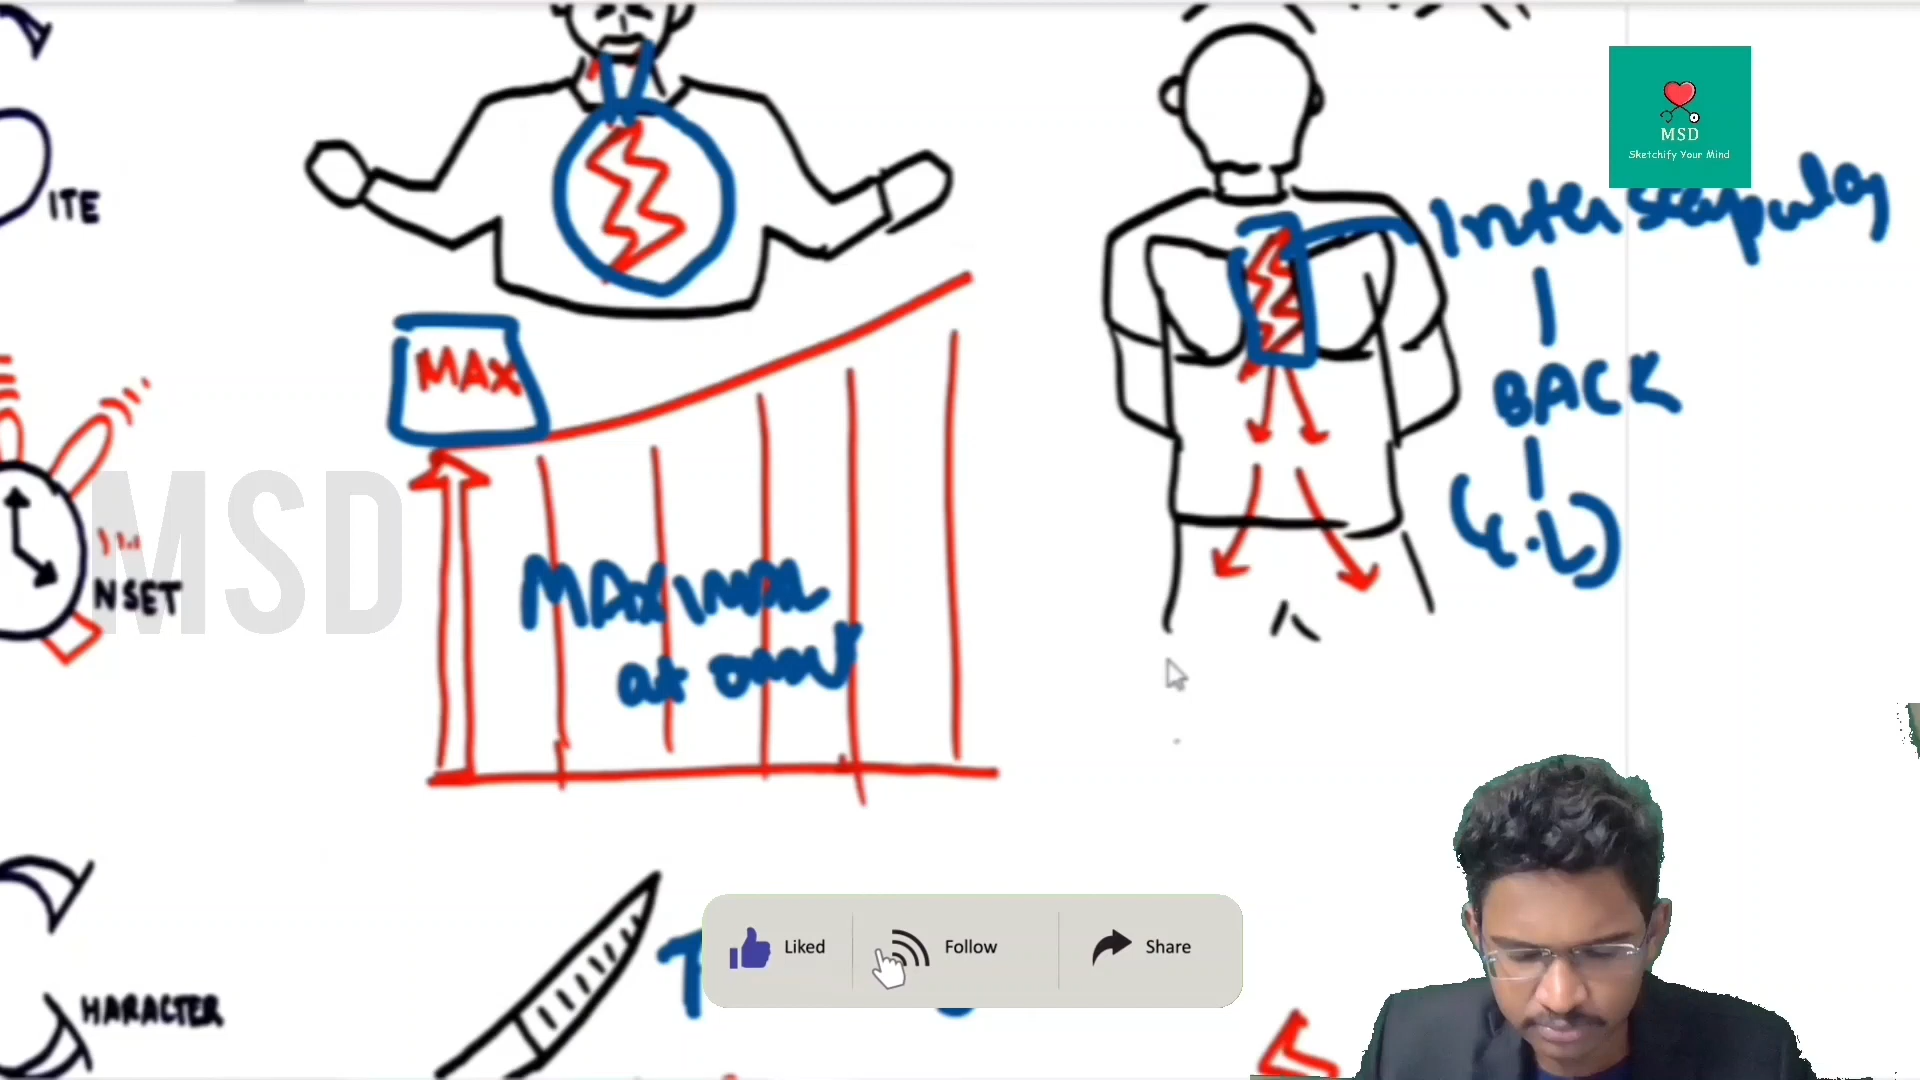 MSD
Sketchify Your Mind
ITE
Interscapular
MAX
BACK
MSD
NSET
MAXIMAL
at onset
HARACTER
Liked
Follow
Share